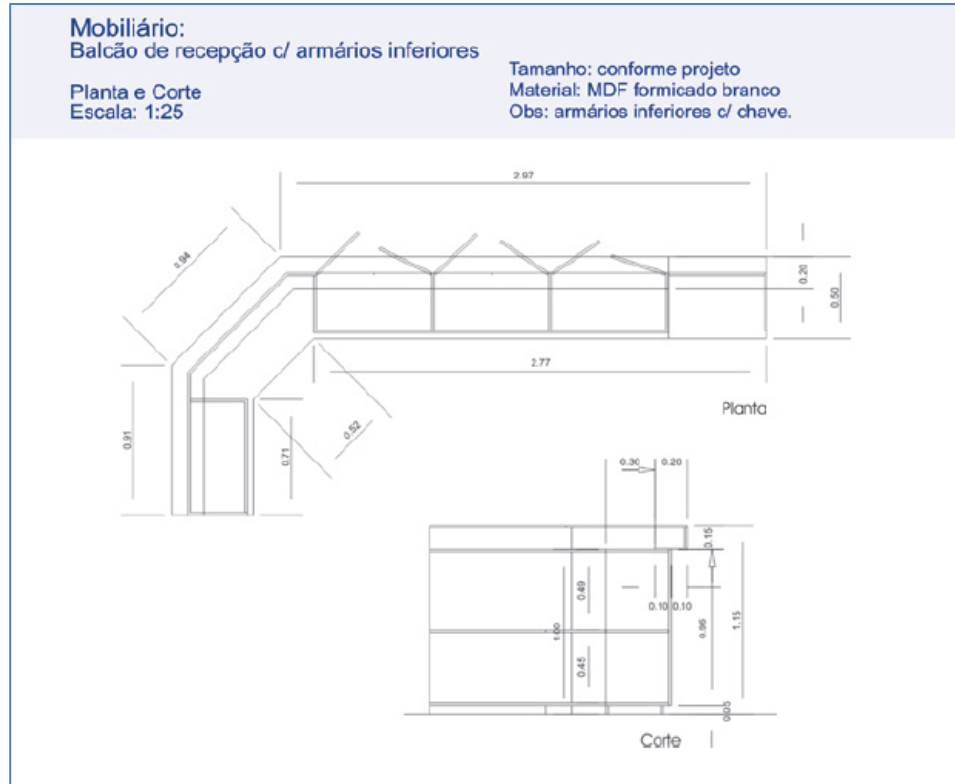 Mobiliário:
Balcão de recepção c/ armários inferiores
Planta e Corte
Escala: 1:25
Tamanho: conforme projeto
Material: MDF formicado branco
Obs: armários inferiores c/ chave.
2.97
0.94
0.20
0.50
2.77
Planta
0.91
0.71
0.52
0.30
0.20
0.15
0.49
0.10
0.10
1.00
0.95
1.15
0.45
0.05
Corte